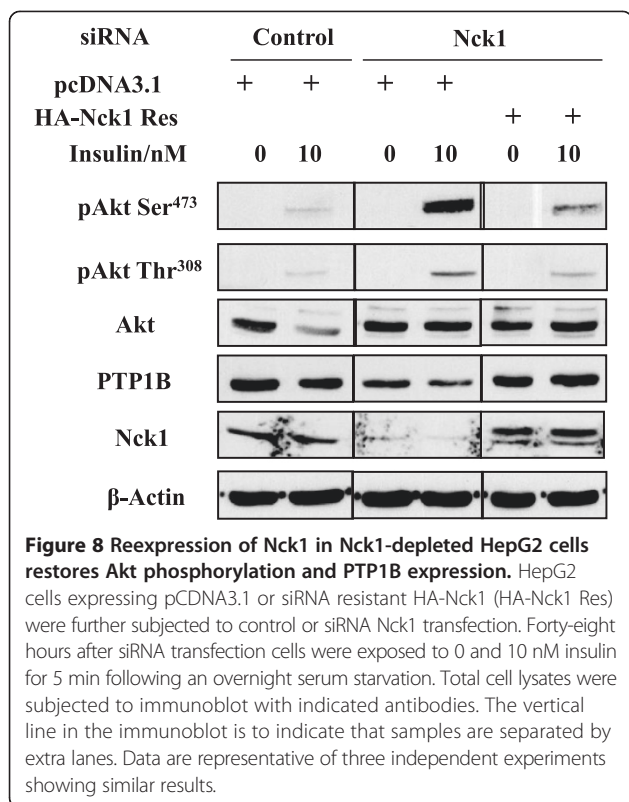 siRNA Control Nck1
pcDNA3.1 + + + +
HA-Nck1 Res + +
Insulin/nM 0 10 0 10 0 10
pAkt Ser⁴⁷³
pAkt Thr³⁰⁸
Akt
PTP1B
Nck1
β-Actin
Figure 8 Reexpression of Nck1 in Nck1-depleted HepG2 cells
restores Akt phosphorylation and PTP1B expression. HepG2
cells expressing pCDNA3.1 or siRNA resistant HA-Nck1 (HA-Nck1 Res)
were further subjected to control or siRNA Nck1 transfection. Forty-eight
hours after siRNA transfection cells were exposed to 0 and 10 nM insulin
for 5 min following an overnight serum starvation. Total cell lysates were
subjected to immunoblot with indicated antibodies. The vertical
line in the immunoblot is to indicate that samples are separated by
extra lanes. Data are representative of three independent experiments
showing similar results.